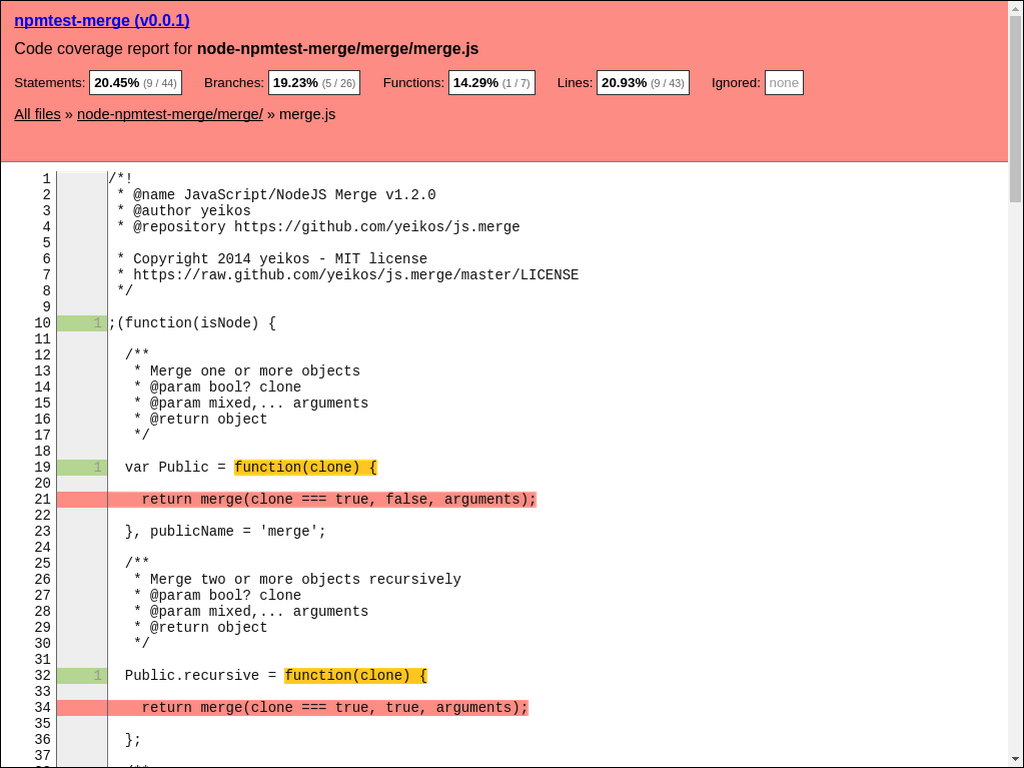 npmtest-merge (v0.0.1)
Code coverage report for node-npmtest-merge/merge/merge.js
Statements: 20.45% (9 / 44) Branches: 19.23% (5 / 26) Functions: 14.29% (1 / 7) Lines: 20.93% (9 / 43) Ignored: none
All files » node-npmtest-merge/merge/ » merge.js
1 /*!
2 * @name JavaScript/NodeJS Merge v1.2.0
3 * @author yeikos
4 * @repository https://github.com/yeikos/js.merge
5
6 * Copyright 2014 yeikos - MIT license
7 * https://raw.github.com/yeikos/js.merge/master/LICENSE
8 */
9
10 1 ;(function(isNode) {
11
12 /**
13 * Merge one or more objects
14 * @param bool? clone
15 * @param mixed,... arguments
16 * @return object
17 */
18
19 1 var Public = function(clone) {
20
21 return merge(clone === true, false, arguments);
22
23 }, publicName = 'merge';
24
25 /**
26 * Merge two or more objects recursively
27 * @param bool? clone
28 * @param mixed,... arguments
29 * @return object
30 */
31
32 1 Public.recursive = function(clone) {
33
34 return merge(clone === true, true, arguments);
35
36 };
37